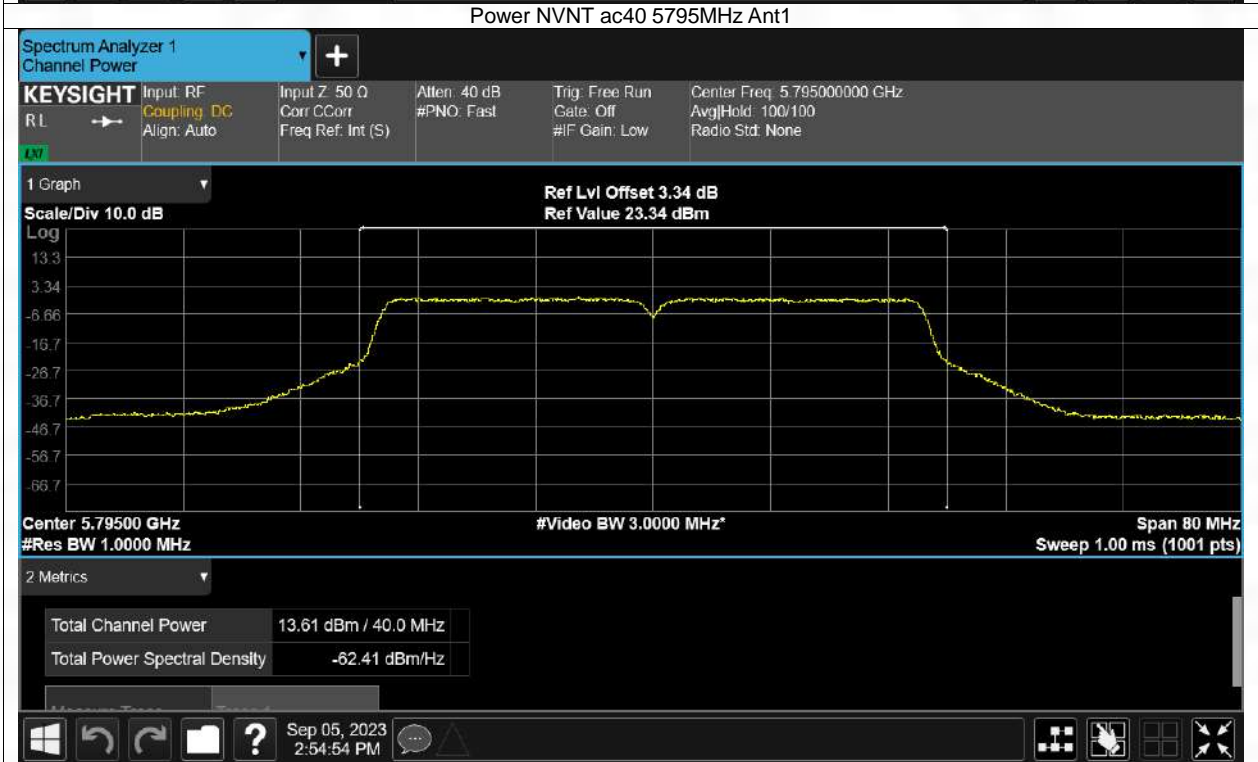 Power NVNT ac40 5795MHz Ant1
Spectrum Analyzer 1
Channel Power
+
KEYSIGHT
RL
LXI
Input: RF
Coupling: DC
Align: Auto
Input Z: 50 Ω
Corr CCorr
Freq Ref: Int (S)
Atten: 40 dB
#PNO: Fast
Trig: Free Run
Gate: Off
#IF Gain: Low
Center Freq: 5.795000000 GHz
Avg|Hold: 100/100
Radio Std: None
1 Graph
Scale/Div 10.0 dB
Ref Lvl Offset 3.34 dB
Ref Value 23.34 dBm
Log
13.3
3.34
-6.66
-16.7
-26.7
-36.7
-46.7
-56.7
-66.7
Center 5.79500 GHz
#Res BW 1.0000 MHz
#Video BW 3.0000 MHz*
Span 80 MHz
Sweep 1.00 ms (1001 pts)
2 Metrics
Total Channel Power 13.61 dBm / 40.0 MHz
Total Power Spectral Density -62.41 dBm/Hz
?
Sep 05, 2023
2:54:54 PM